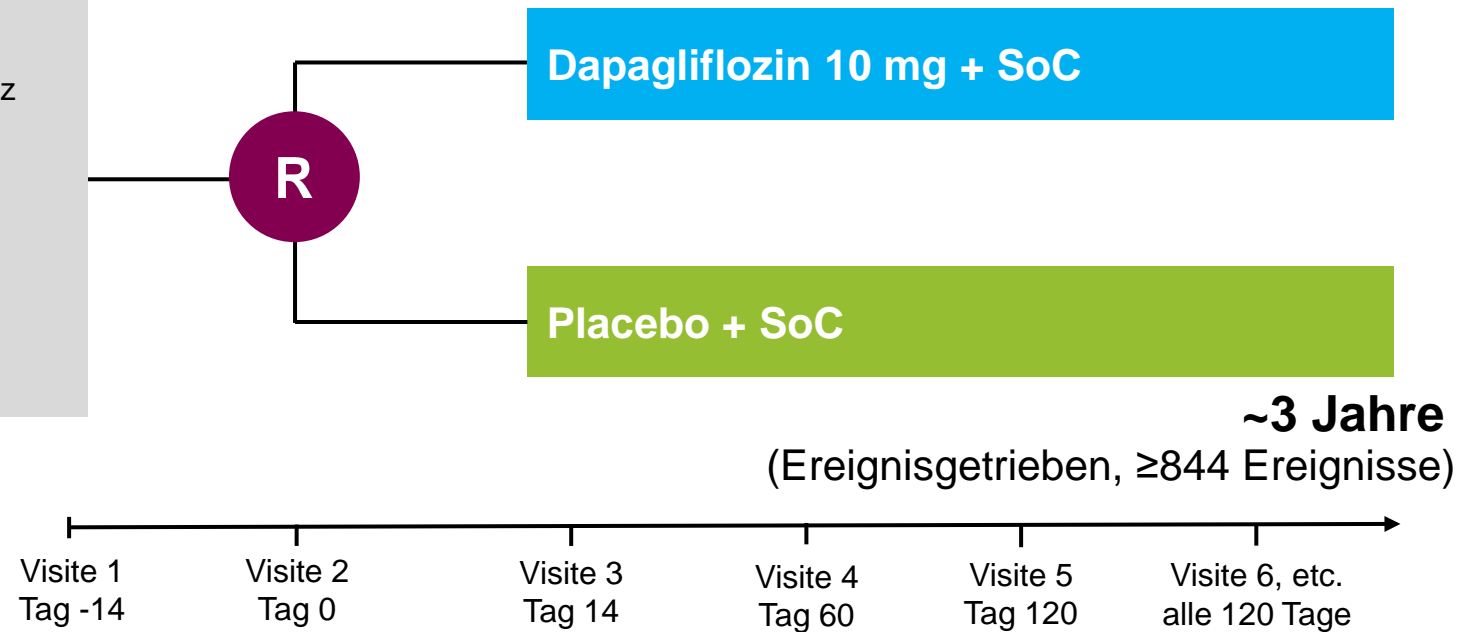 z
Dapagliflozin 10 mg + SoC
R
Placebo + SoC
~3 Jahre
(Ereignisgetrieben, ≥844 Ereignisse)
Visite 1
Tag -14
Visite 2
Tag 0
Visite 3
Tag 14
Visite 4
Tag 60
Visite 5
Tag 120
Visite 6, etc.
alle 120 Tage